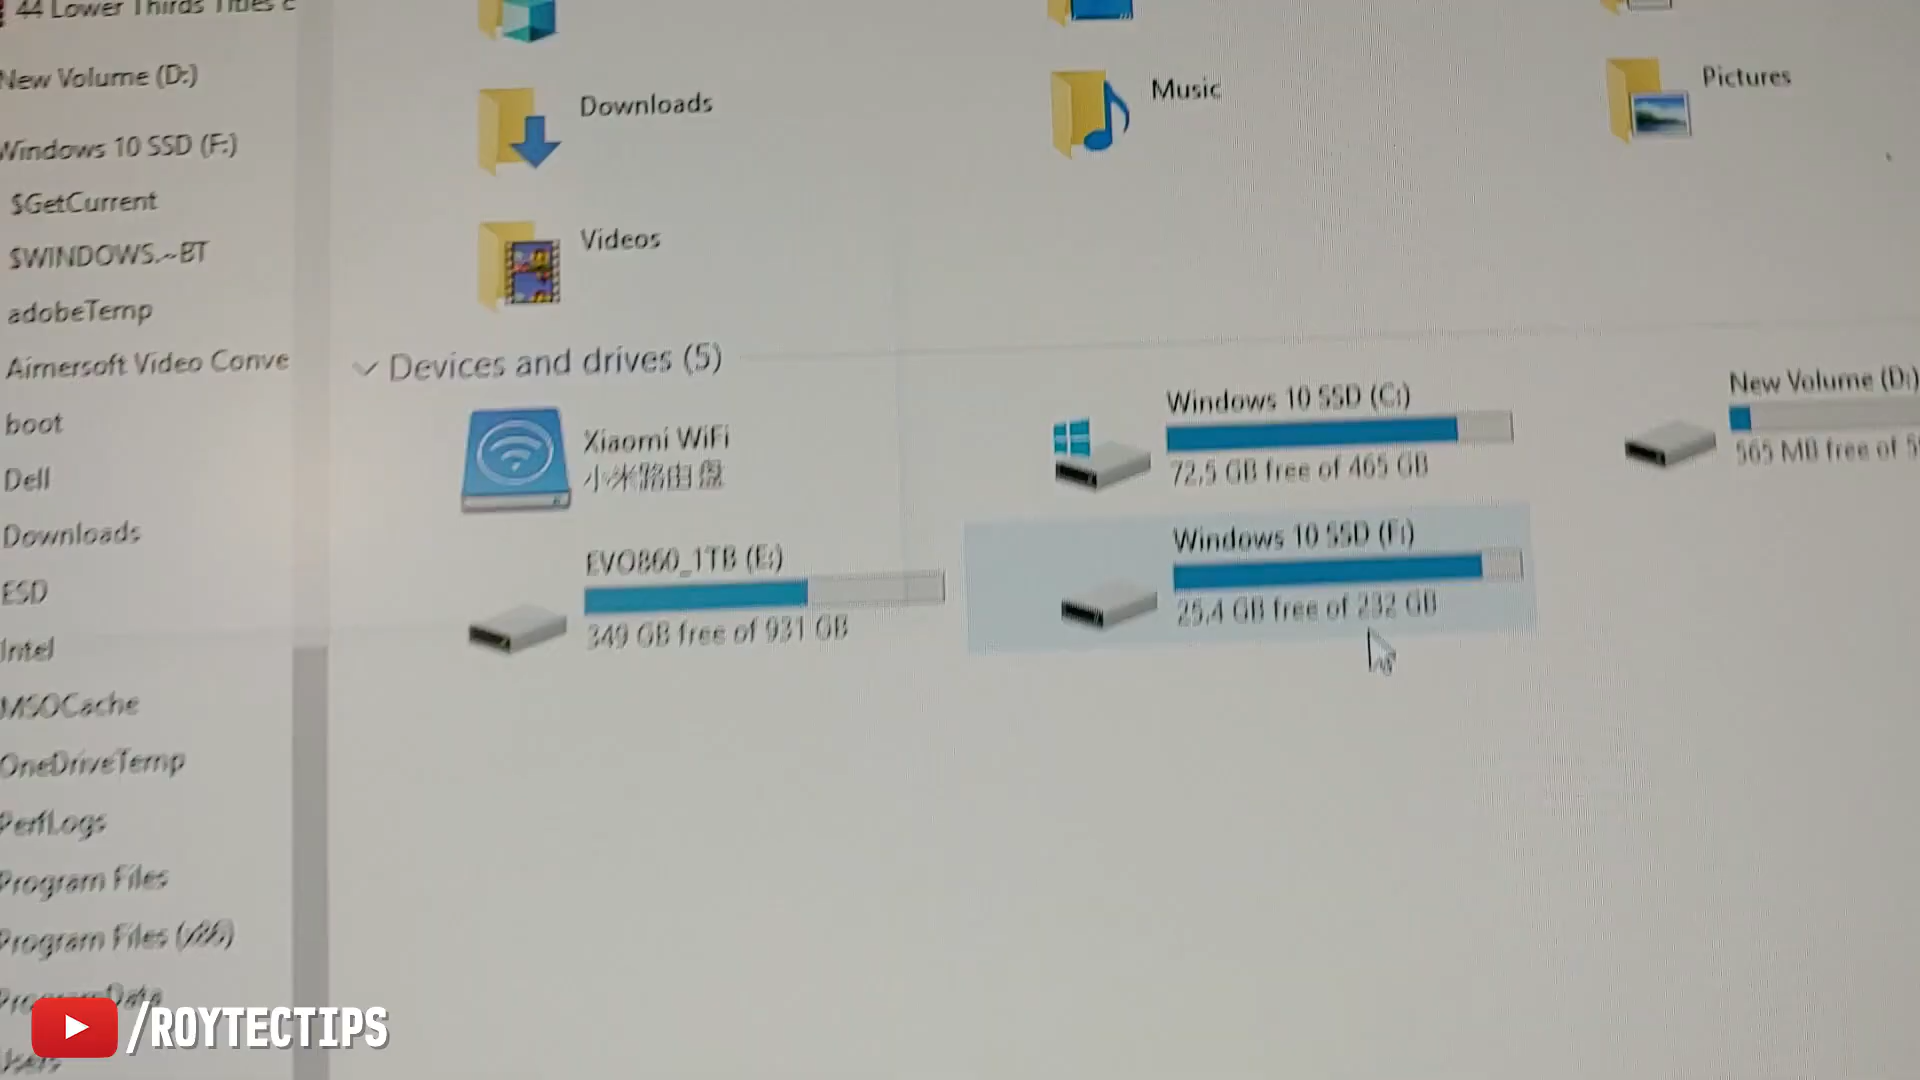 44 Lower Thirds Titles c
New Volume (D:)
Windows 10 SSD (F:)
$GetCurrent
$WINDOWS.~BT
adobeTemp
Aimersoft Video Conve
boot
Dell
Downloads
ESD
Intel
MSOCache
OneDriveTemp
PerfLogs
Program Files
Program Files (x86)
ProgramData
Users
Downloads
Music
Pictures
Videos
Devices and drives (5)
Xiaomi WiFi
小米路由盘
Windows 10 SSD (C:)
72.5 GB free of 465 GB
New Volume (D:)
565 MB free of
EVO860_1TB (E:)
349 GB free of 931 GB
Windows 10 SSD (F:)
25.4 GB free of 232 GB
/ROYTECTIPS